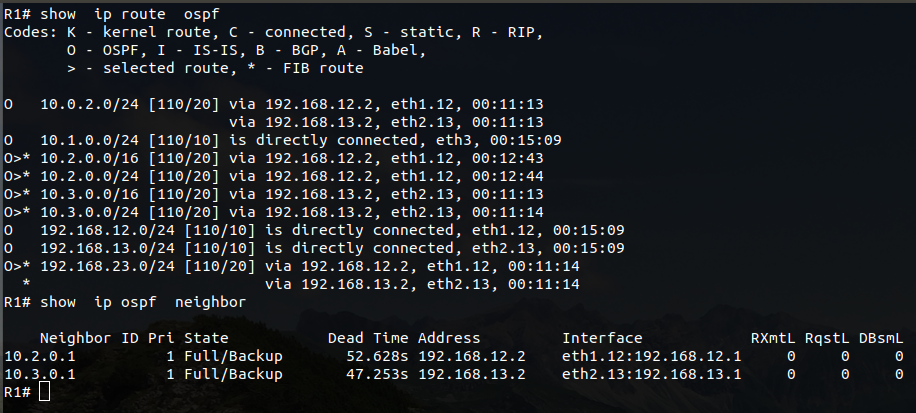 R1# show  ip route  ospf
Codes: K - kernel route, C - connected, S - static, R - RIP,
       O - OSPF, I - IS-IS, B - BGP, A - Babel,
       > - selected route, * - FIB route
O   10.0.2.0/24 [110/20] via 192.168.12.2, eth1.12, 00:11:13
                         via 192.168.13.2, eth2.13, 00:11:13
O   10.1.0.0/24 [110/10] is directly connected, eth3, 00:15:09
O>* 10.2.0.0/16 [110/20] via 192.168.12.2, eth1.12, 00:12:43
O>* 10.2.0.0/24 [110/20] via 192.168.12.2, eth1.12, 00:12:44
O>* 10.3.0.0/16 [110/20] via 192.168.13.2, eth2.13, 00:11:13
O>* 10.3.0.0/24 [110/20] via 192.168.13.2, eth2.13, 00:11:14
O   192.168.12.0/24 [110/10] is directly connected, eth1.12, 00:15:09
O   192.168.13.0/24 [110/10] is directly connected, eth2.13, 00:15:09
O>* 192.168.23.0/24 [110/20] via 192.168.12.2, eth1.12, 00:11:14
  *                          via 192.168.13.2, eth2.13, 00:11:14
R1# show  ip ospf  neighbor
    Neighbor ID Pri State           Dead Time Address         Interface            RXmtL RqstL DBsmL
10.2.0.1          1 Full/Backup       52.628s 192.168.12.2    eth1.12:192.168.12.1     0     0     0
10.3.0.1          1 Full/Backup       47.253s 192.168.13.2    eth2.13:192.168.13.1     0     0     0
R1#